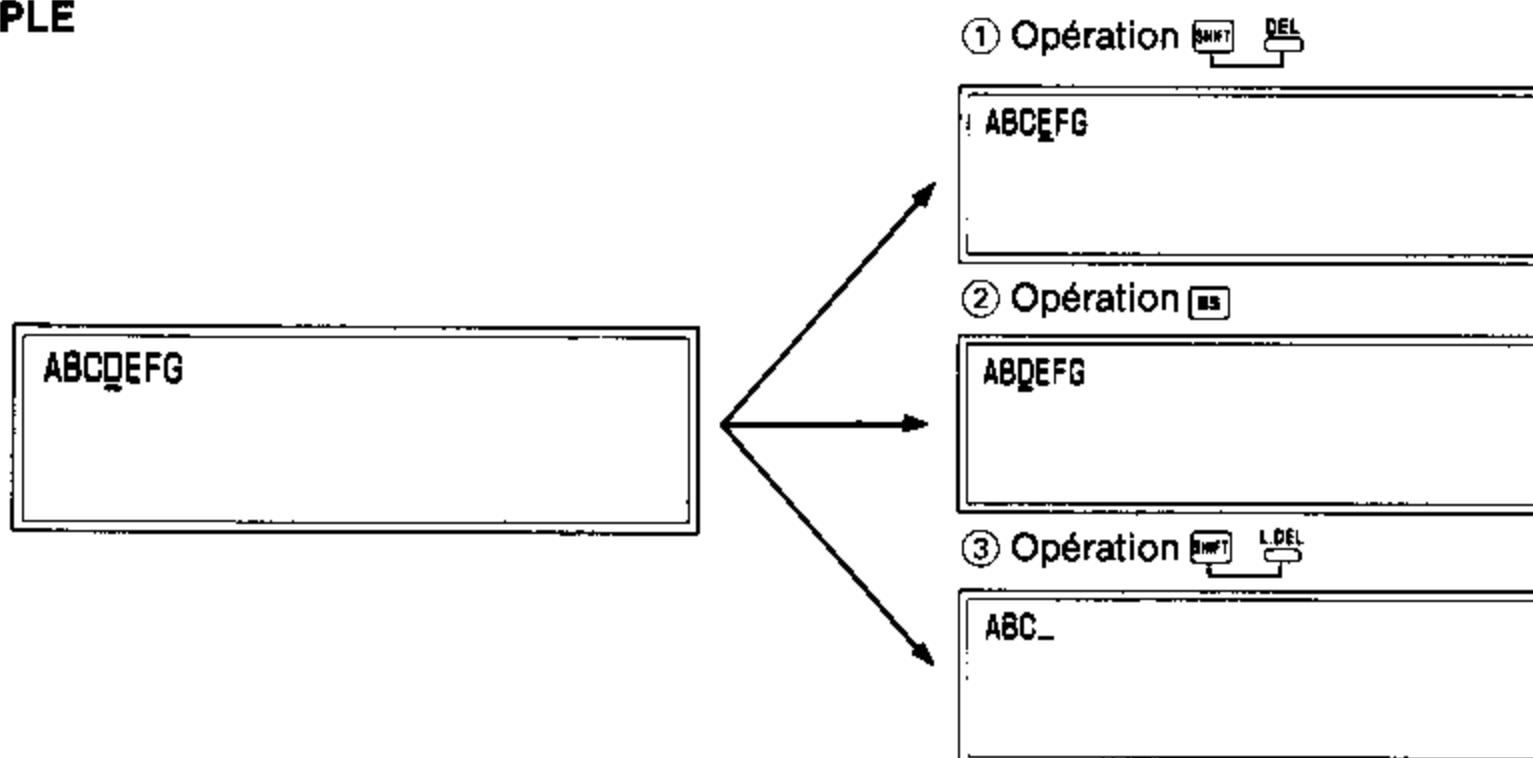 PLE
① Opération SHIFT DEL
ABCEFG
② Opération BS
ABCDEFG
ABDEFG
③ Opération SHIFT L.DEL
ABC_